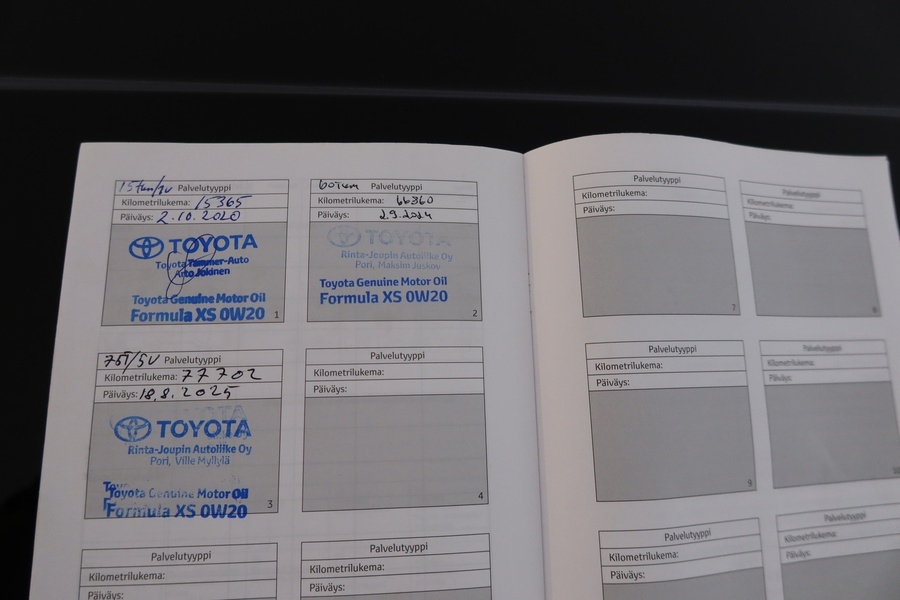 15tkm/1v Palvelutyyppi
Kilometrilukema: 15365
Päiväys: 2.10.2020
TOYOTA
Toyota Tammer-Auto
Arto Jokinen
Toyota Genuine Motor Oil
Formula XS 0W20
1
60Tkm Palvelutyyppi
Kilometrilukema: 66360
Päiväys: 2.9.2024
TOYOTA
Rinta-Joupin Autoliike Oy
Pori, Maksim Juskov
Toyota Genuine Motor Oil
Formula XS 0W20
2
75T/5V Palvelutyyppi
Kilometrilukema: 77702
Päiväys: 18.8.2025
TOYOTA
Rinta-Joupin Autoliike Oy
Pori, Ville Myllylä
Toyota Genuine Motor Oil
Formula XS 0W20
3
Palvelutyyppi
Kilometrilukema:
Päiväys:
4
Palvelutyyppi
Kilometrilukema:
Päiväys:
Palvelutyyppi
Kilometrilukema:
Päiväys:
Palvelutyyppi
Kilometrilukema:
Päiväys:
7
Palvelutyyppi
Kilometrilukema:
Päiväys:
8
Palvelutyyppi
Kilometrilukema:
Päiväys:
9
Palvelutyyppi
Kilometrilukema:
Päiväys:
10
Palvelutyyppi
Kilometrilukema:
Päiväys:
Palvelutyyppi
Kilometrilukema:
Päiväys: